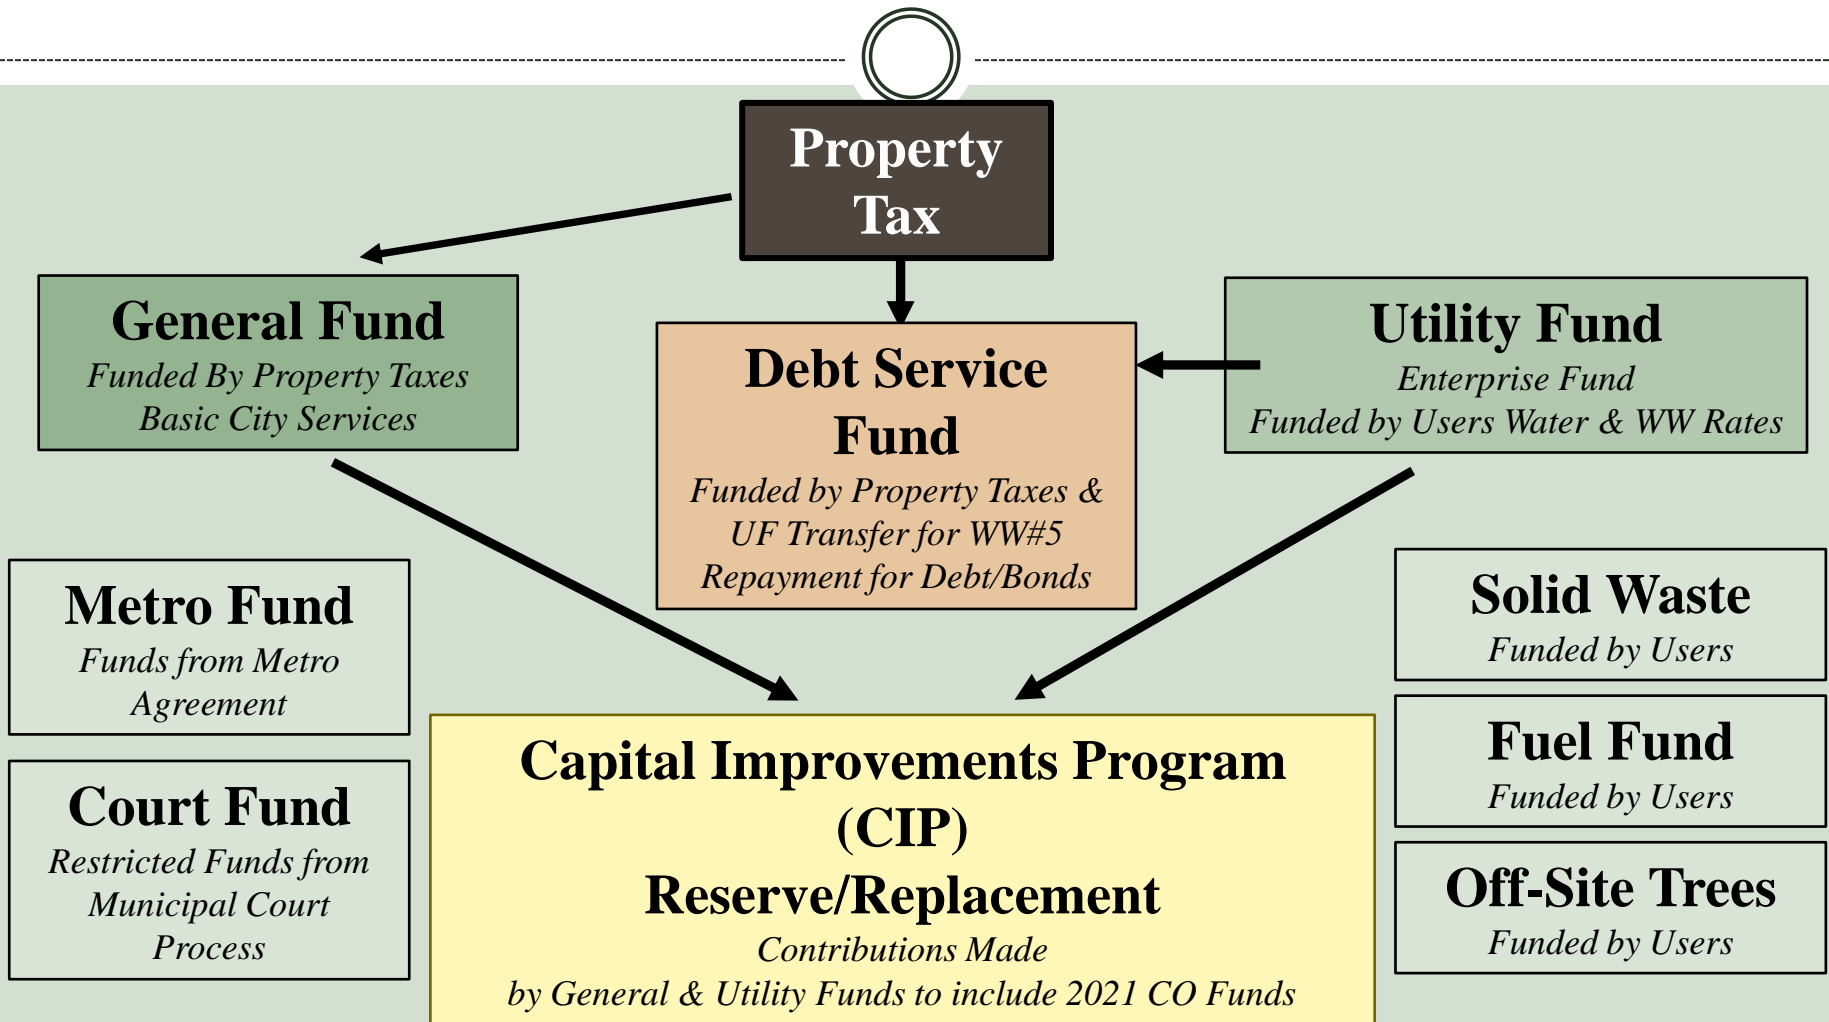 Property
Tax
General Fund
Funded By Property Taxes
Basic City Services
Debt Service
Fund
Funded by Property Taxes &
UF Transfer for WW#5
Repayment for Debt/Bonds
Utility Fund
Enterprise Fund
Funded by Users Water & WW Rates
Metro Fund
Funds from Metro
Agreement
Court Fund
Restricted Funds from
Municipal Court
Process
Capital Improvements Program
(CIP)
Reserve/Replacement
Contributions Made
by General & Utility Funds to include 2021 CO Funds
Solid Waste
Funded by Users
Fuel Fund
Funded by Users
Off-Site Trees
Funded by Users